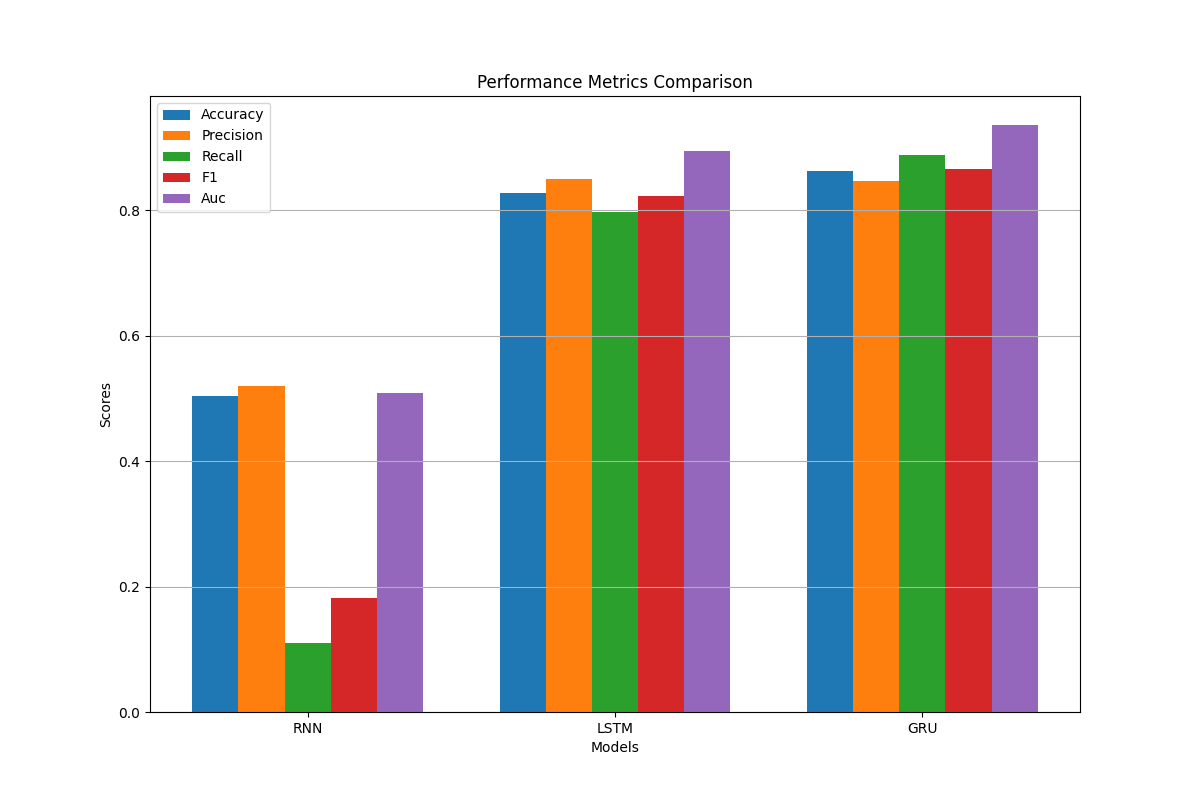 Performance Metrics Comparison
Accuracy
Precision
Recall
F1
Auc
0.8
0.6
0.4
0.2
0.0
Scores
RNN
LSTM
GRU
Models